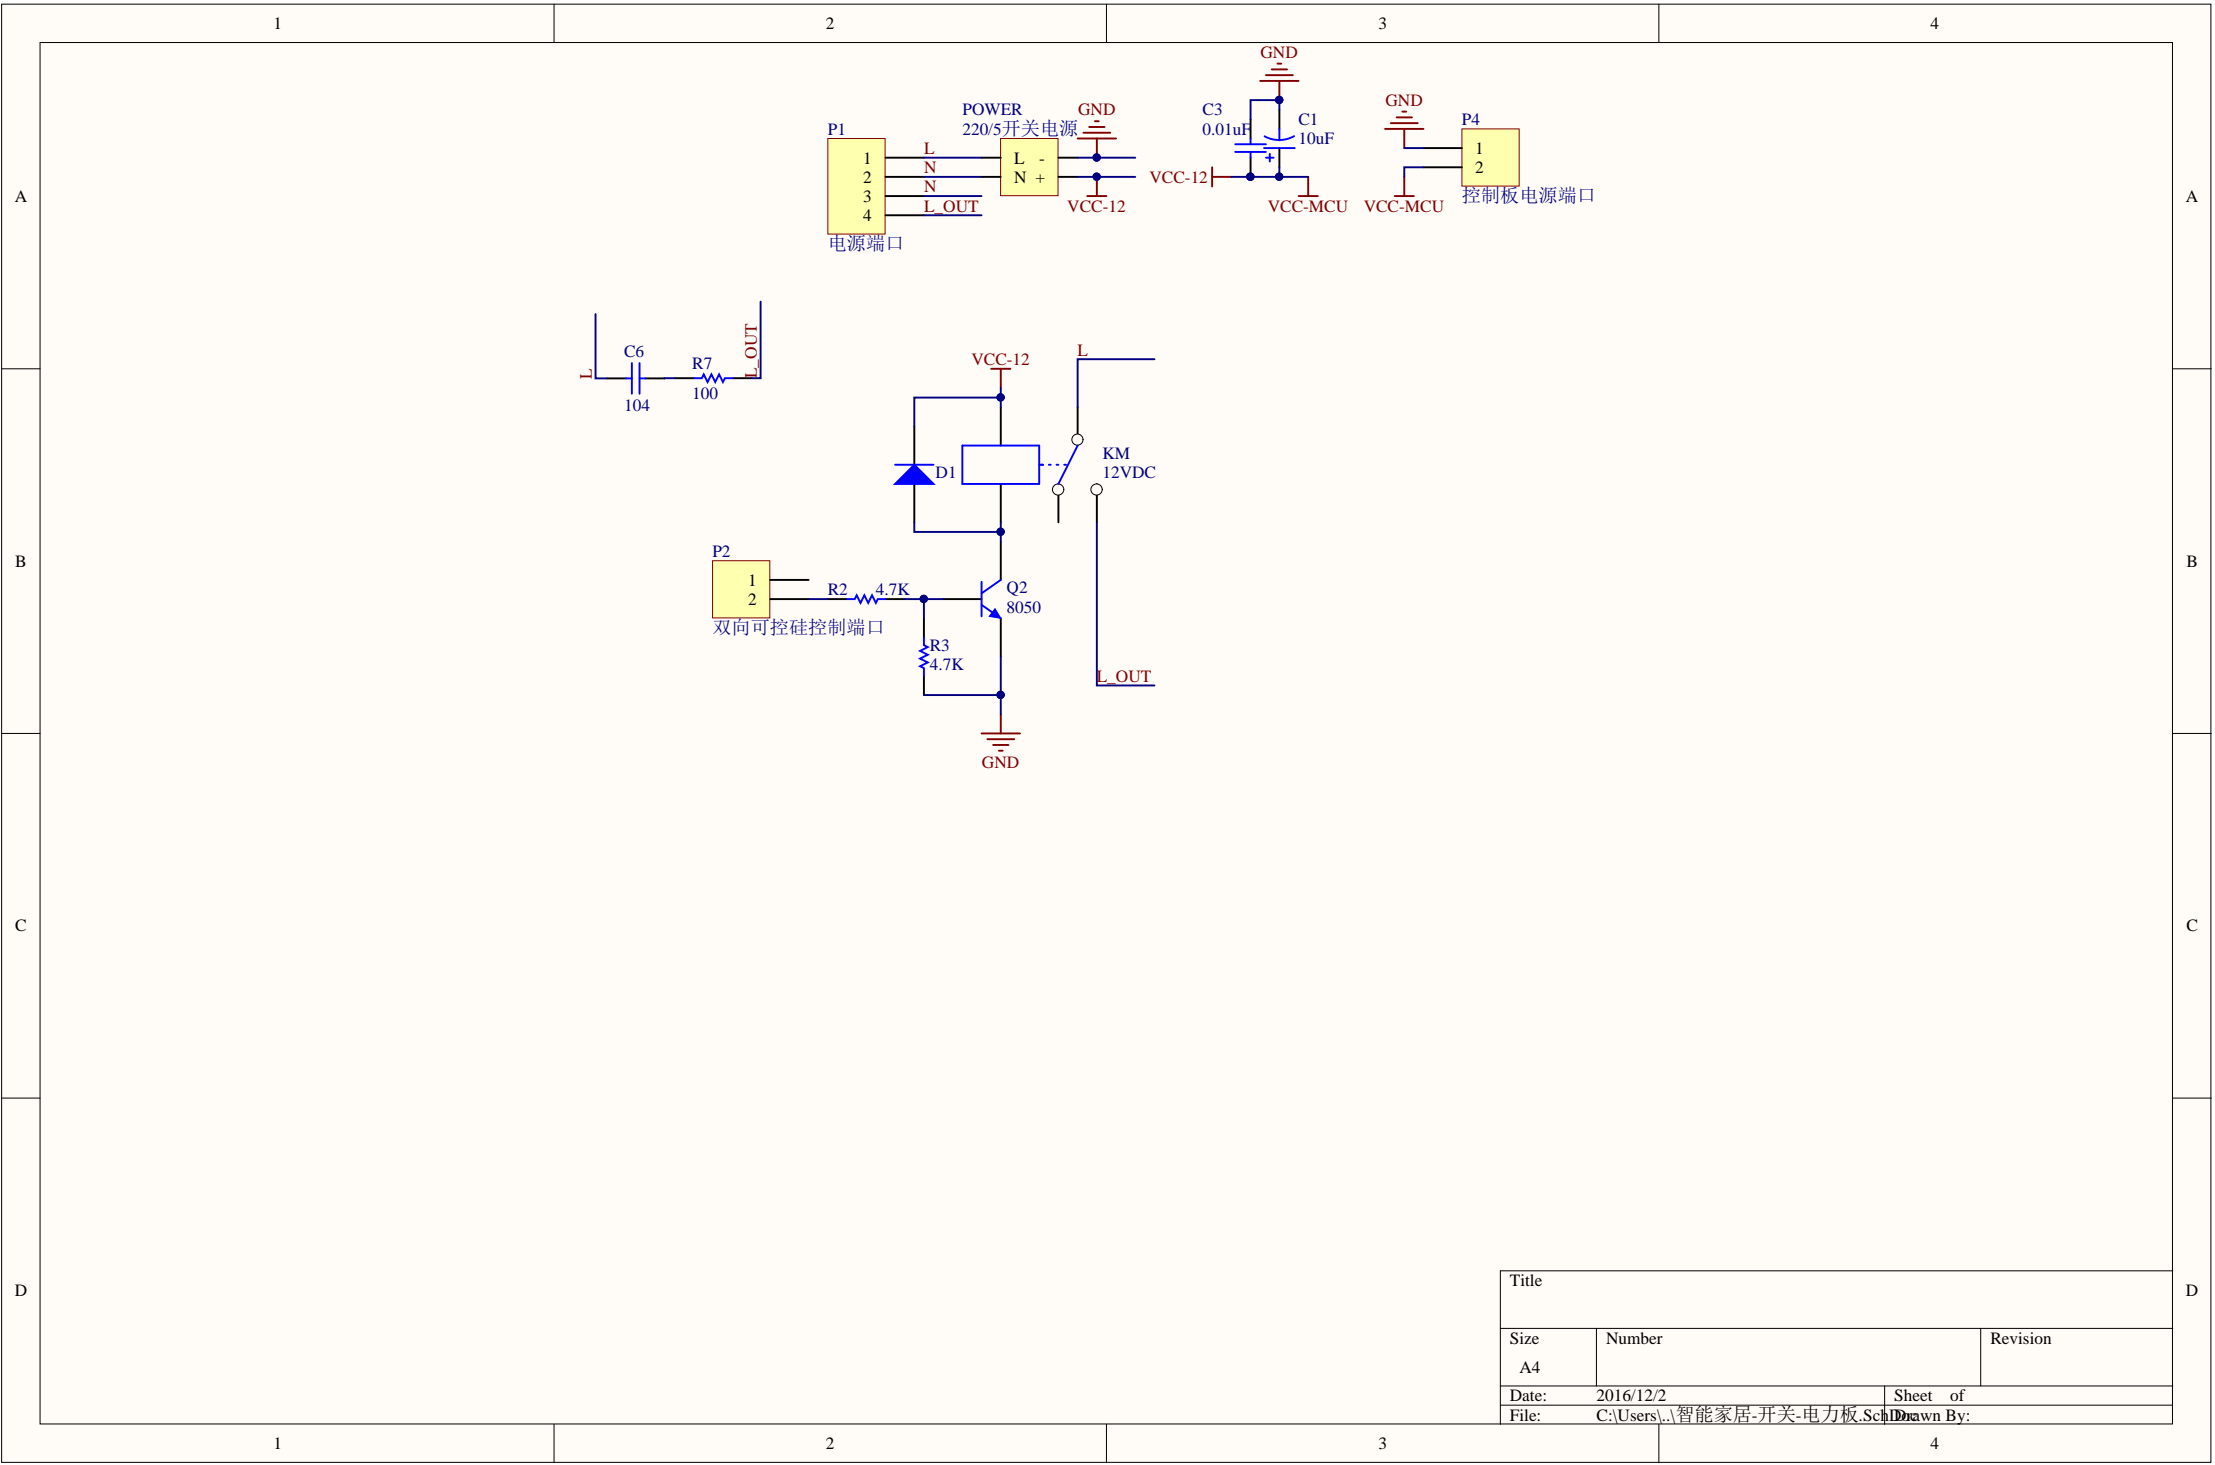 1 2 3 4
A
B
C
D
A
B
C
D
P1
1
2
3
4
电源端口
L
N
N
L_OUT
POWER
220/5开关电源
L -
N +
GND
VCC-12
GND
C3
0.01uF
C1
10uF
+
VCC-12
VCC-MCU
GND
VCC-MCU
P4
1
2
控制板电源端口
L
C6
104
R7
100
L_OUT
VCC-12
D1
L
KM
12VDC
L_OUT
P2
1
2
双向可控硅控制端口
R2 4.7K
Q2
8050
R3
4.7K
GND
Title
Size
A4
Number
Revision
Date: 2016/12/2
Sheet of
File: C:\Users\..\智能家居-开关-电力板.SchDoc
Drawn By:
1 2 3 4